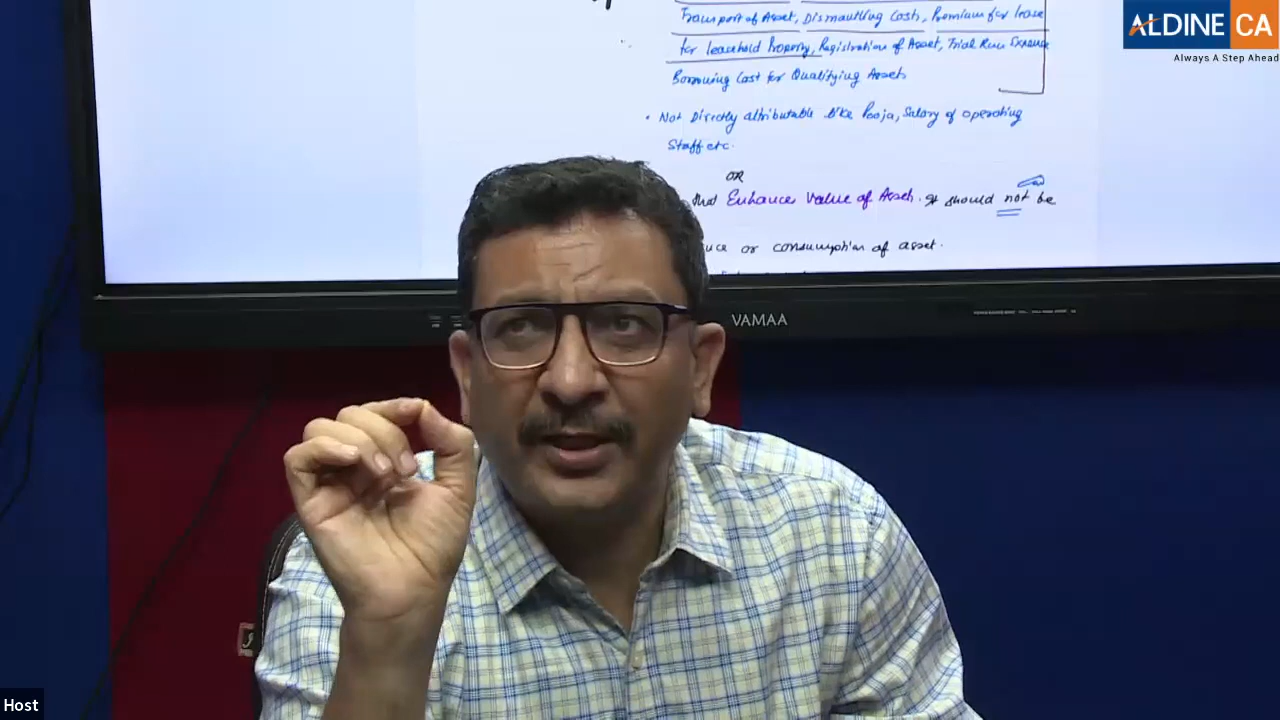 Transport of Asset, Dismantling Costs, Premium for lease
for leasehold Property, Registration of Asset, Trial Run Expense
Borrowing Cost for Qualifying Assets
• Not Directly attributable like Pooja, Salary of operating
Staff etc.
OR
that Enhances Value of Asset. It should not be
or consumption of asset.
ALDINE CA
Always A Step Ahead
VAMAA
Host